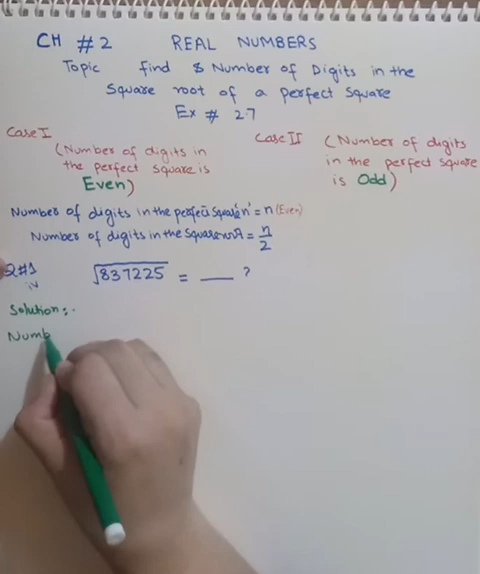 CH # 2 REAL NUMBERS
Topic find & Number of Digits in the
Square root of a perfect Square
Ex # 2.7
Case I
(Number of digits in
the perfect square is
Even)
Case II (Number of digits
in the perfect square
is Odd)
Number of digits in the perfect square 'n' = n (Even)
Number of digits in the square root = n/2
Q#1
iv
√837225 = ___ ?
Solution:-
Numb